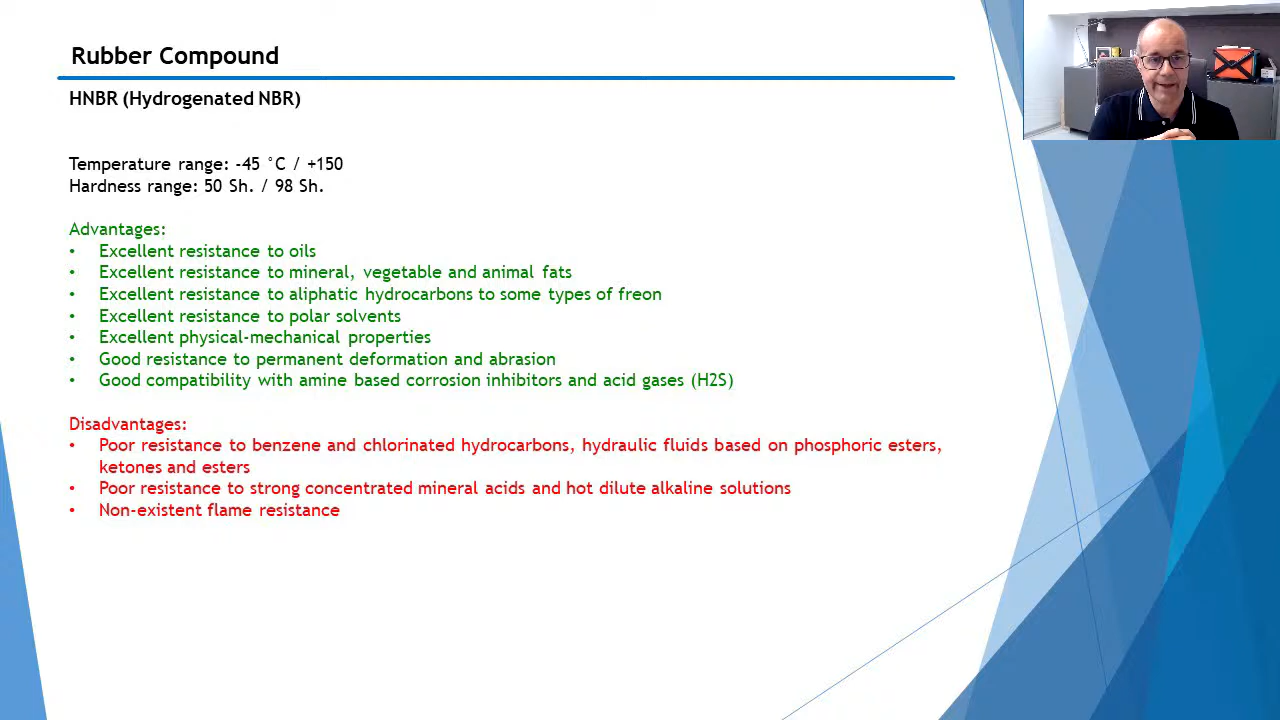 Rubber Compound
HNBR (Hydrogenated NBR)
Temperature range: -45 °C / +150
Hardness range: 50 Sh. / 98 Sh.
Advantages:
• Excellent resistance to oils
• Excellent resistance to mineral, vegetable and animal fats
• Excellent resistance to aliphatic hydrocarbons to some types of freon
• Excellent resistance to polar solvents
• Excellent physical-mechanical properties
• Good resistance to permanent deformation and abrasion
• Good compatibility with amine based corrosion inhibitors and acid gases (H2S)
Disadvantages:
• Poor resistance to benzene and chlorinated hydrocarbons, hydraulic fluids based on phosphoric esters,
ketones and esters
• Poor resistance to strong concentrated mineral acids and hot dilute alkaline solutions
• Non-existent flame resistance